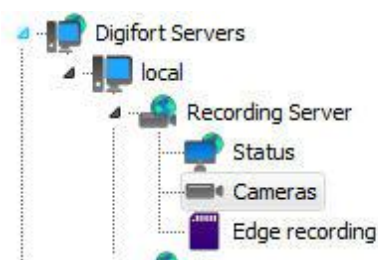 Digifort Servers
local
Recording Server
Status
Cameras
Edge recording